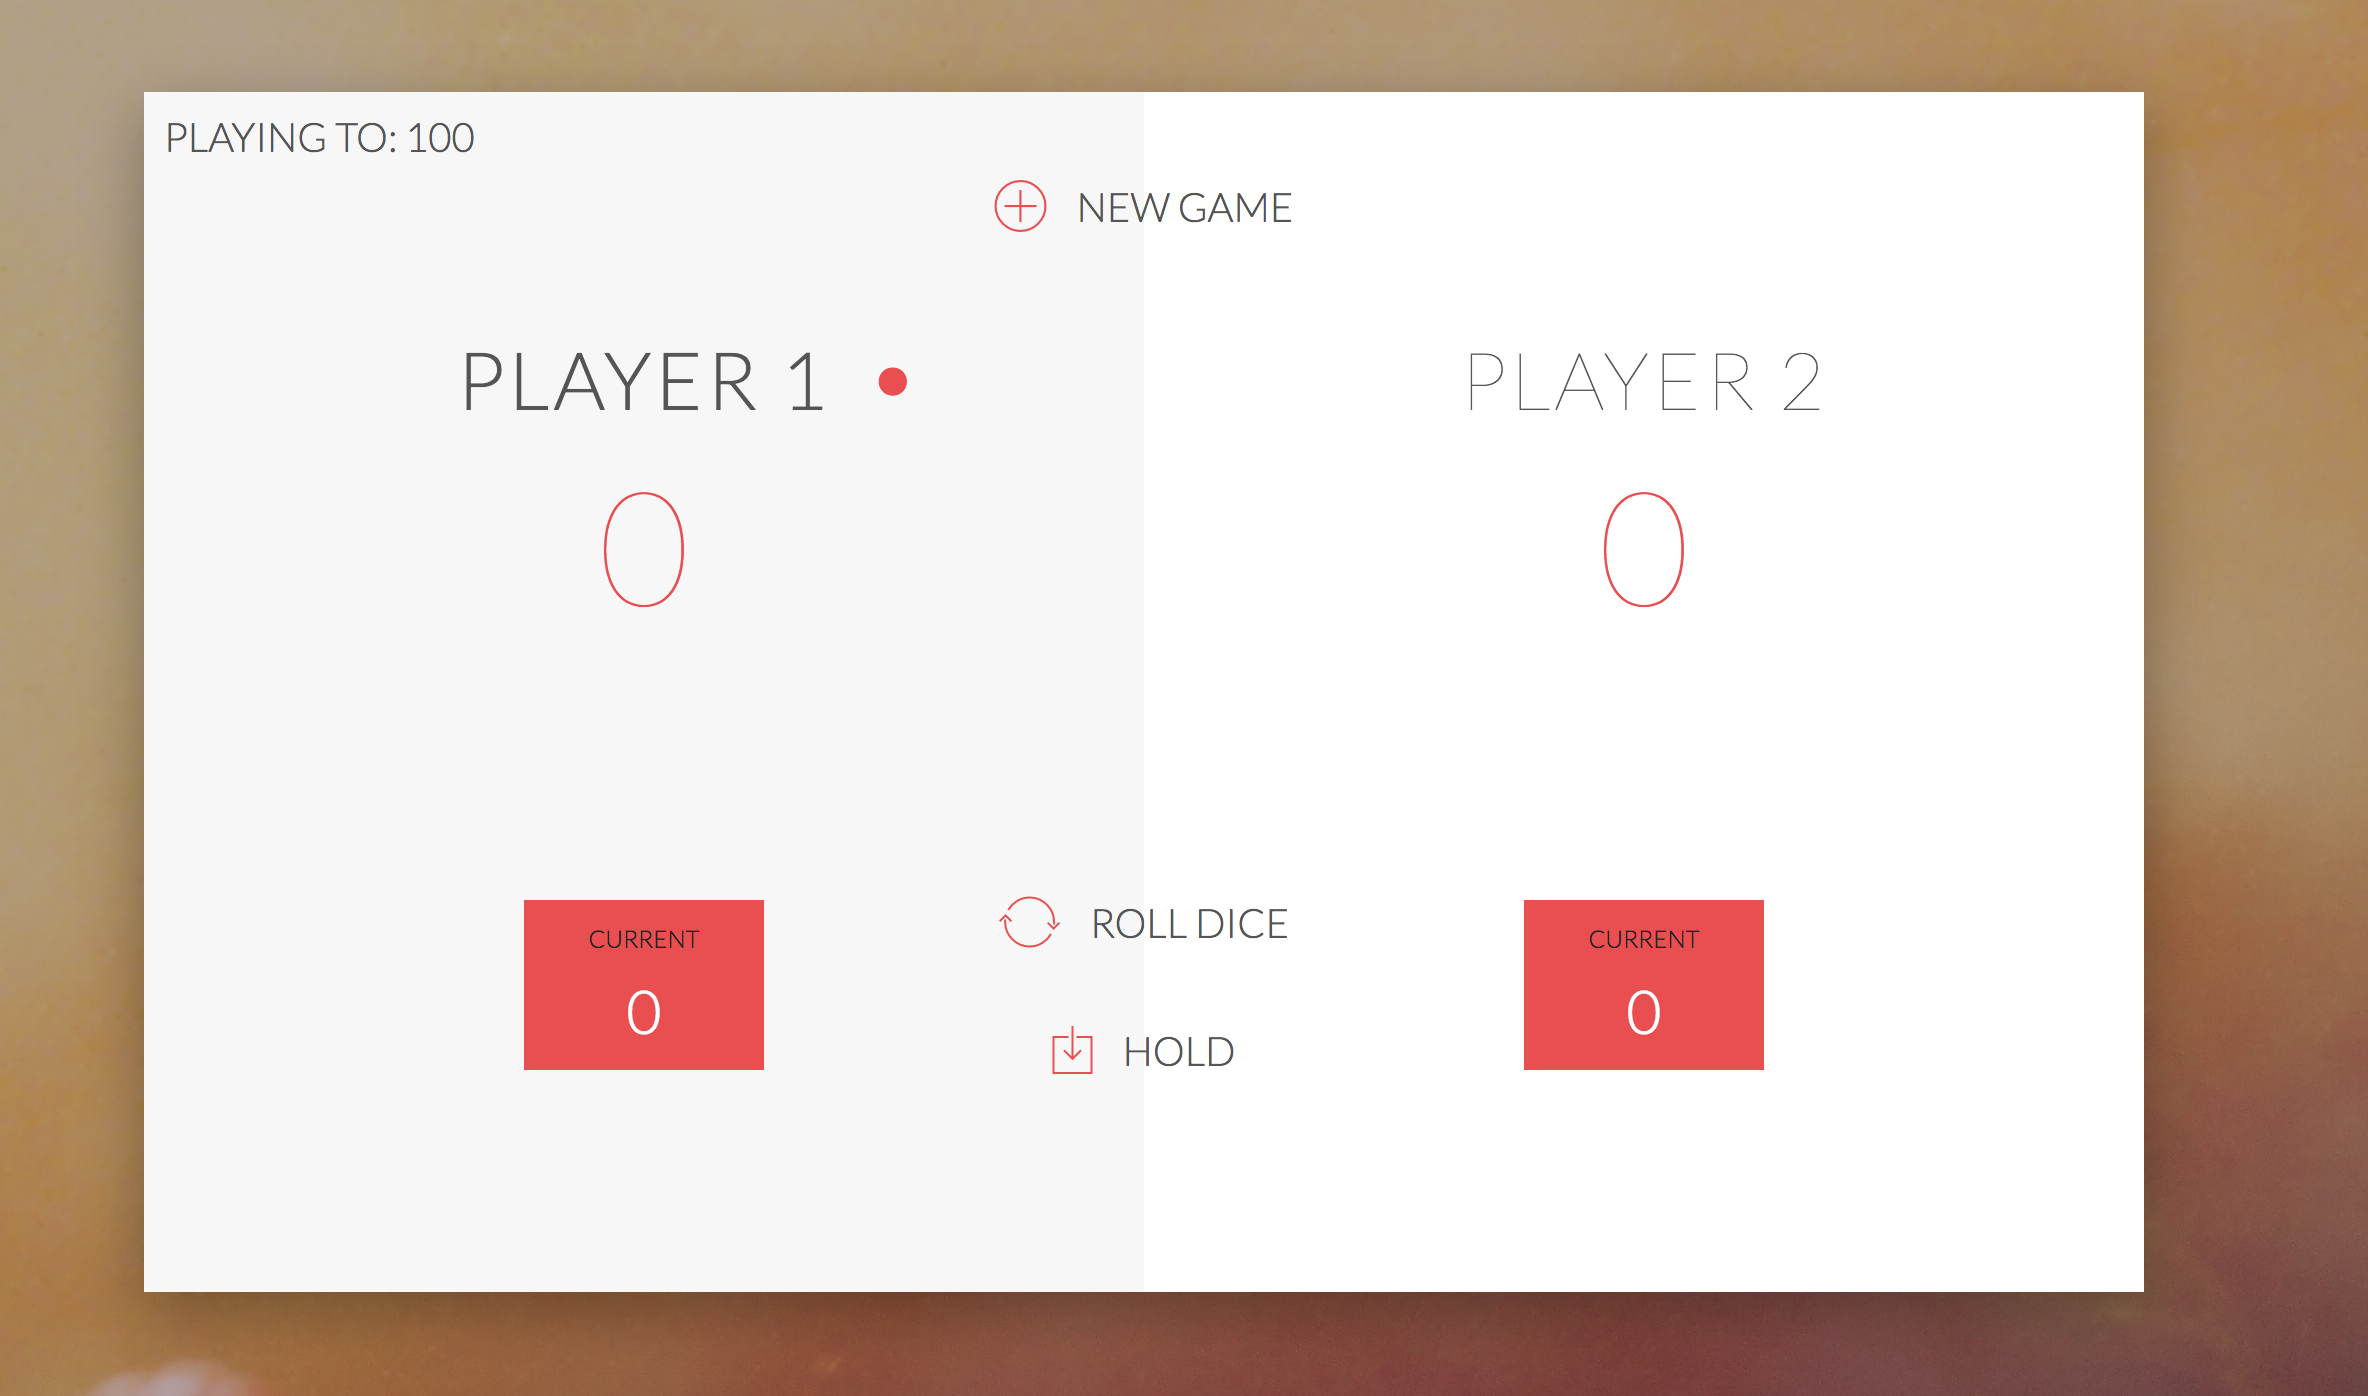 PLAYING TO: 100
NEW GAME
PLAYER 1
PLAYER 2
0
0
CURRENT
0
ROLL DICE
HOLD
CURRENT
0